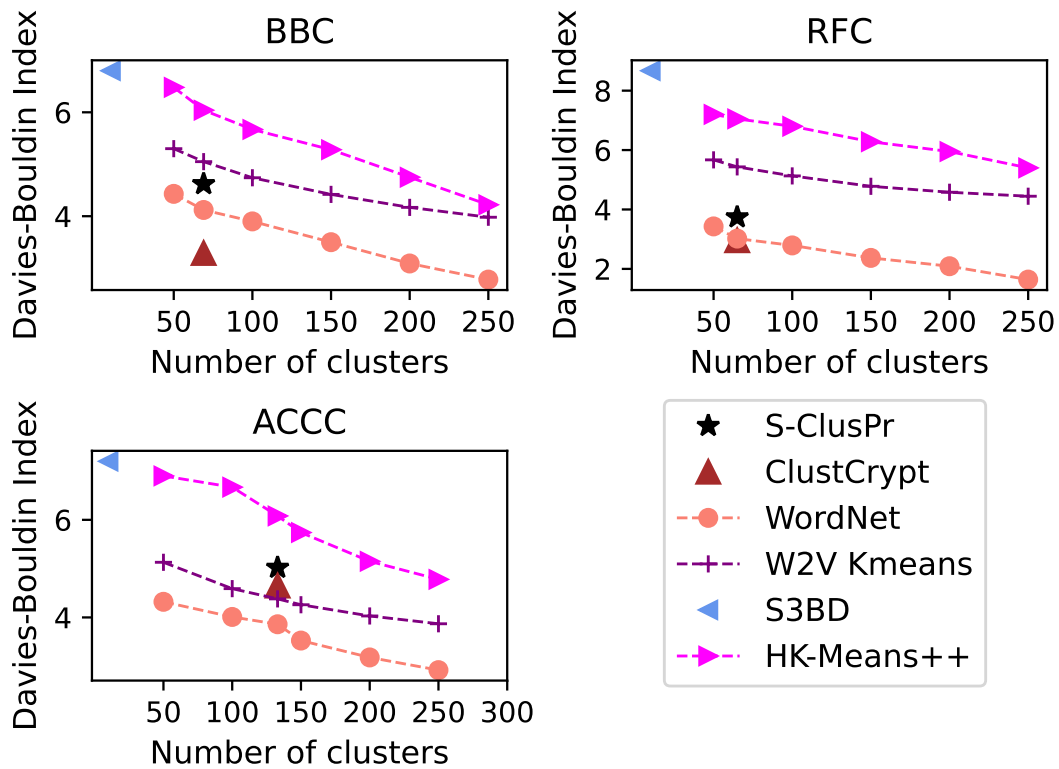 BBC
Davies-Bouldin Index
6
4
50 100 150 200 250
Number of clusters
RFC
Davies-Bouldin Index
8
6
4
2
50 100 150 200 250
Number of clusters
ACCC
Davies-Bouldin Index
6
4
50 100 150 200 250 300
Number of clusters
S-ClusPr
ClustCrypt
WordNet
W2V Kmeans
S3BD
HK-Means++